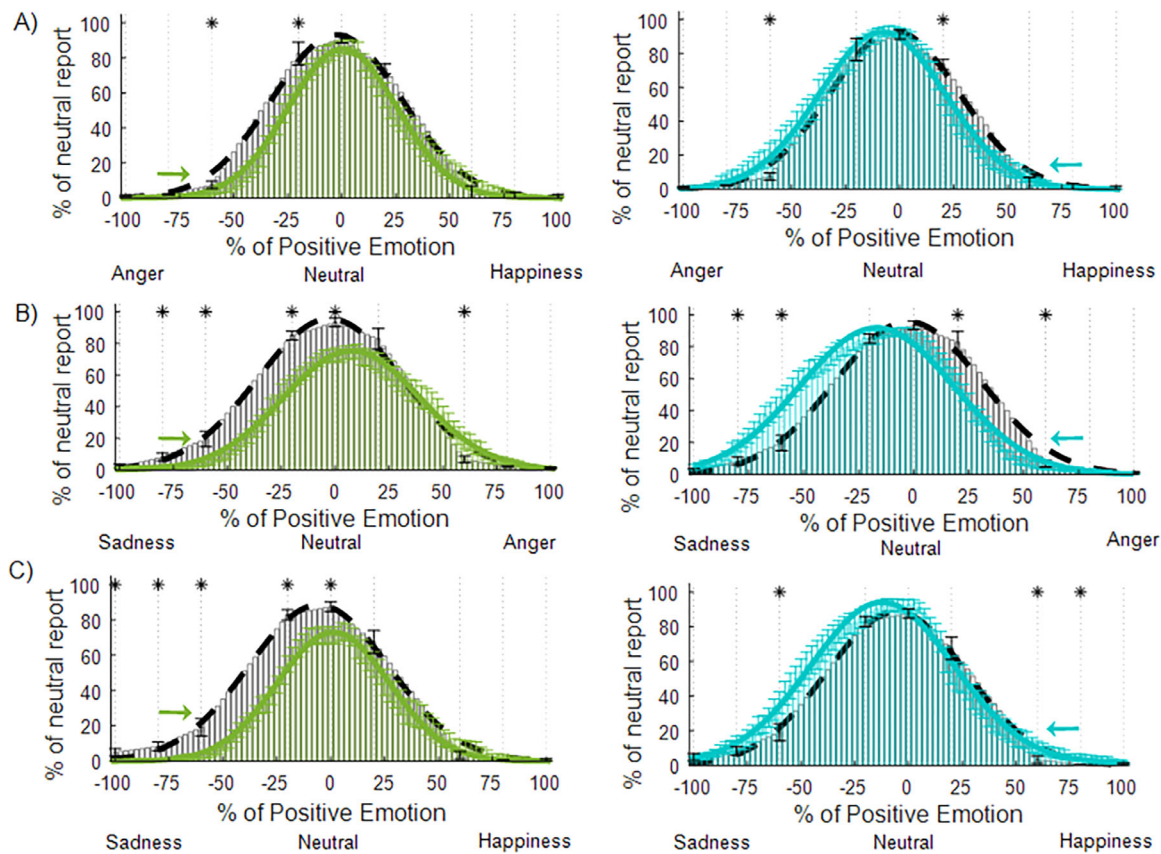 A)
* *
% of neutral report
100
80
60
40
20
0
-100 -75 -50 -25 0 25 50 75 100
% of Positive Emotion
Anger Neutral Happiness
* *
% of neutral report
100
80
60
40
20
0
-100 -75 -50 -25 0 25 50 75 100
% of Positive Emotion
Anger Neutral Happiness
B)
* * * * *
% of neutral report
100
80
60
40
20
0
-100 -75 -50 -25 0 25 50 75 100
% of Positive Emotion
Sadness Neutral Anger
* * * *
% of neutral report
100
80
60
40
20
0
-100 -75 -50 -25 0 25 50 75 100
% of Positive Emotion
Sadness Neutral Anger
C)
* * * * *
% of neutral report
100
80
60
40
20
0
-100 -75 -50 -25 0 25 50 75 100
% of Positive Emotion
Sadness Neutral Happiness
* * *
% of neutral report
100
80
60
40
20
0
-100 -75 -50 -25 0 25 50 75 100
% of Positive Emotion
Sadness Neutral Happiness